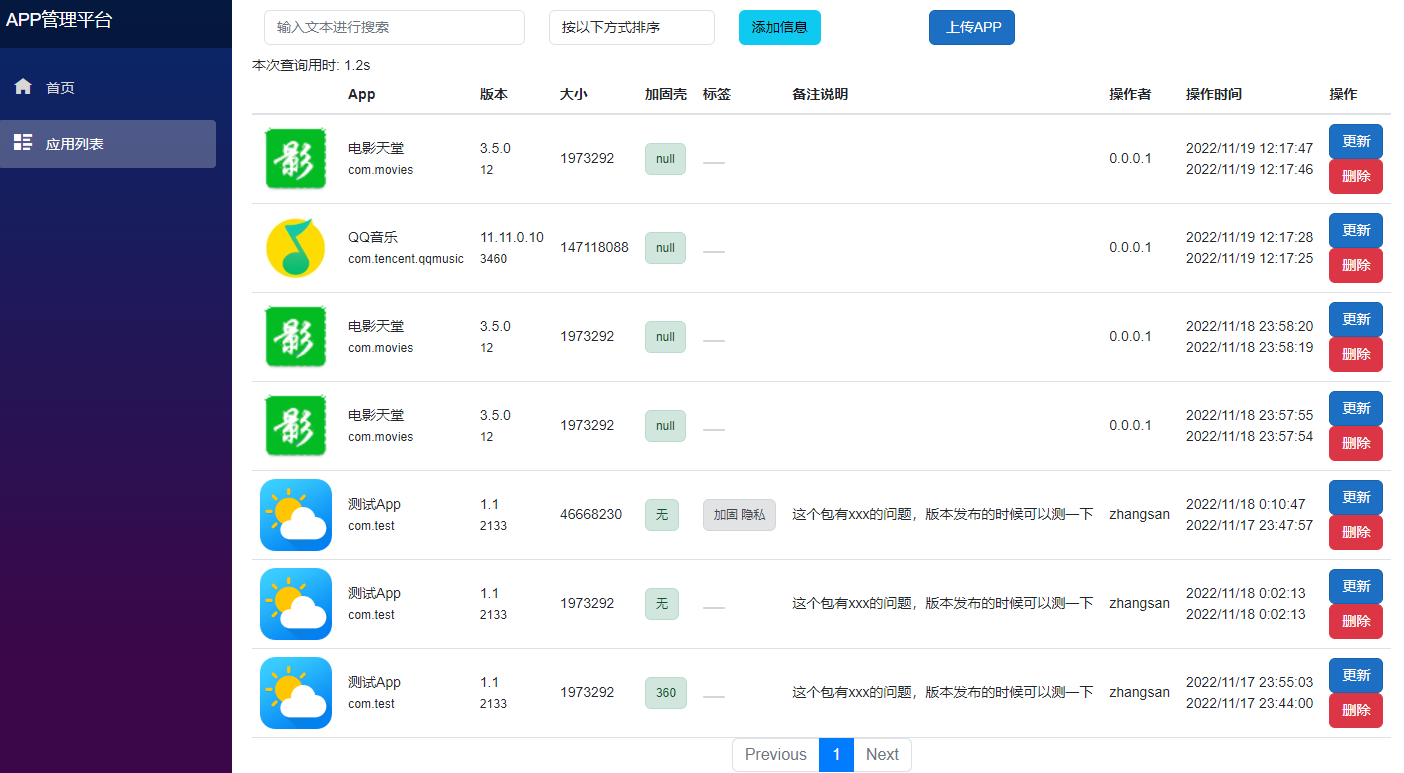 APP管理平台
首页
应用列表
输入文本进行搜索 按以下方式排序 添加信息 上传APP
本次查询用时: 1.2s
App 版本 大小 加固壳 标签 备注说明 操作者 操作时间 操作
影 电影天堂 3.5.0 1973292 null 0.0.0.1 2022/11/19 12:17:47 更新
com.movies 12 2022/11/19 12:17:46 删除
QQ音乐 11.11.0.10 147118088 null 0.0.0.1 2022/11/19 12:17:28 更新
com.tencent.qqmusic 3460 2022/11/19 12:17:25 删除
影 电影天堂 3.5.0 1973292 null 0.0.0.1 2022/11/18 23:58:20 更新
com.movies 12 2022/11/18 23:58:19 删除
影 电影天堂 3.5.0 1973292 null 0.0.0.1 2022/11/18 23:57:55 更新
com.movies 12 2022/11/18 23:57:54 删除
测试App 1.1 46668230 无 加固 隐私 这个包有xxx的问题，版本发布的时候可以测一下 zhangsan 2022/11/18 0:10:47 更新
com.test 2133 2022/11/17 23:47:57 删除
测试App 1.1 1973292 无 这个包有xxx的问题，版本发布的时候可以测一下 zhangsan 2022/11/18 0:02:13 更新
com.test 2133 2022/11/18 0:02:13 删除
测试App 1.1 1973292 360 这个包有xxx的问题，版本发布的时候可以测一下 zhangsan 2022/11/17 23:55:03 更新
com.test 2133 2022/11/17 23:44:00 删除
Previous 1 Next